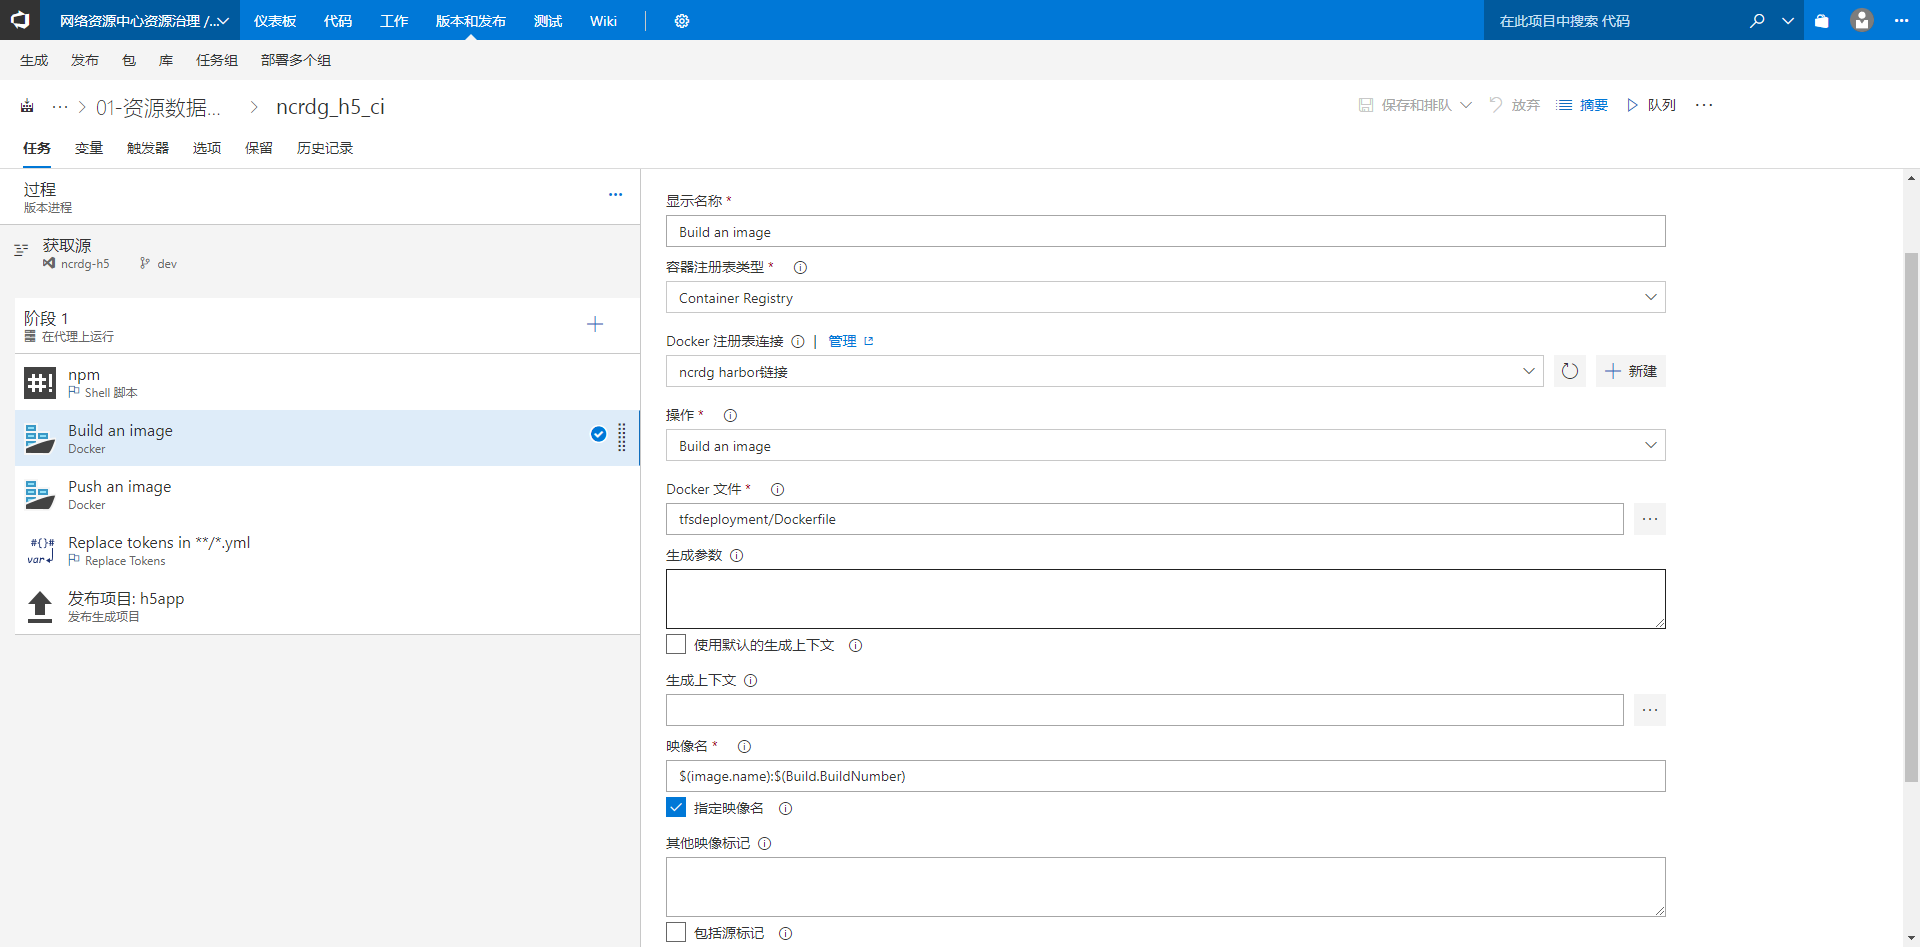 网络资源中心资源治理 /...
仪表板
代码
工作
版本和发布
测试
Wiki
在此项目中搜索 代码
生成
发布
包
库
任务组
部署多个组
01-资源数据...
ncrdg_h5_ci
保存和排队
放弃
摘要
队列
任务
变量
触发器
选项
保留
历史记录
过程
版本进程
获取源
ncrdg-h5
dev
阶段 1
在代理上运行
npm
Shell 脚本
Build an image
Docker
Push an image
Docker
Replace tokens in **/*.yml
Replace Tokens
发布项目: h5app
发布生成项目
显示名称 *
Build an image
容器注册表类型 *
Container Registry
Docker 注册表连接 | 管理
ncrdg harbor链接
新建
操作 *
Build an image
Docker 文件 *
tfsdeployment/Dockerfile
生成参数
使用默认的生成上下文
生成上下文
映像名 *
$(image.name):$(Build.BuildNumber)
指定映像名
其他映像标记
包括源标记